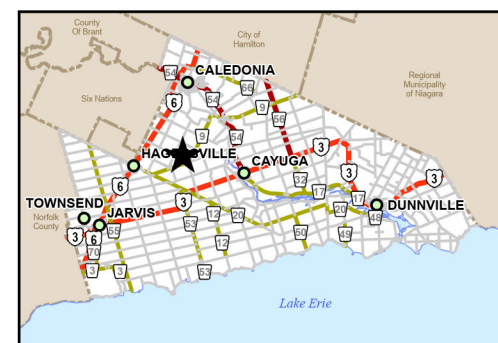 County
Of Brant
City of
Hamilton
54
CALEDONIA
6
54
66
Regional
Municipality
of Niagara
Six Nations
9
9
56
54
HAGERSVILLE
3
CAYUGA
3
3
6
32
17
17
TOWNSEND
3
DUNNVILLE
Norfolk
County
JARVIS
12
20
20
48
3
6
55
53
12
50
49
70
3
3
53
Lake Erie